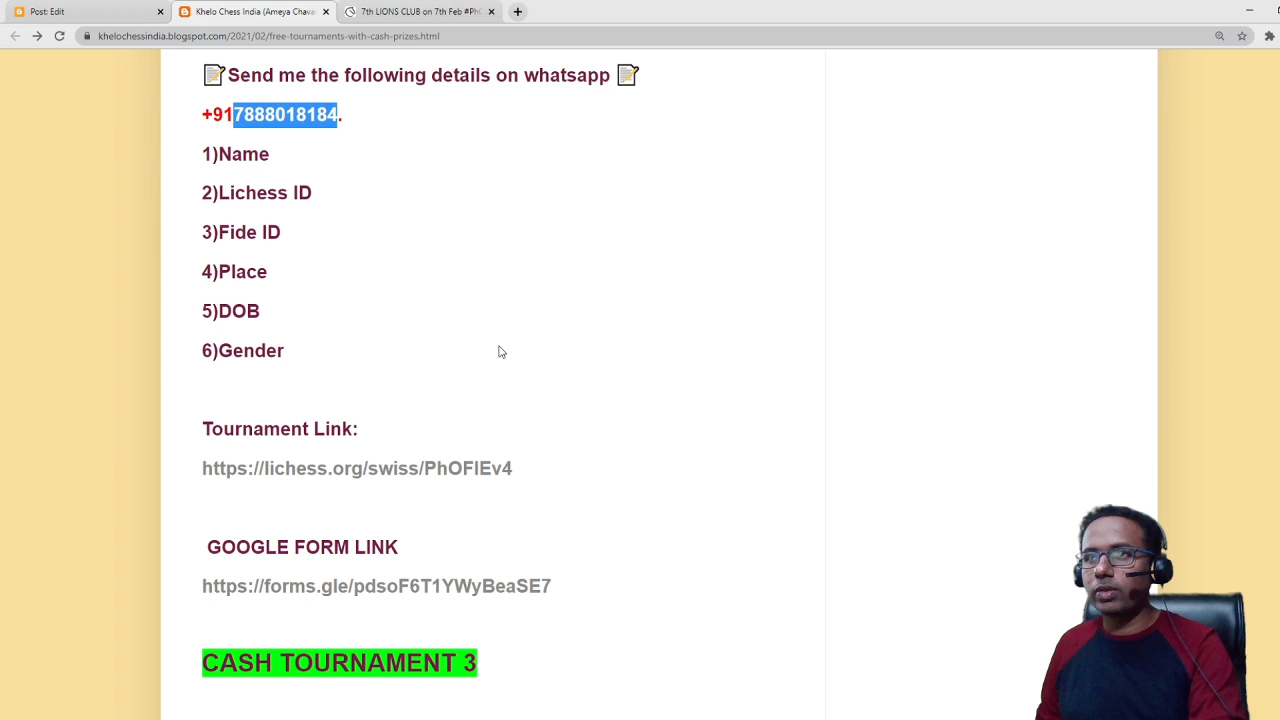 Post: Edit
Khelo Chess India (Ameya Chava
7th LIONS CLUB on 7th Feb #PhO
khelochessindia.blogspot.com/2021/02/free-tournaments-with-cash-prizes.html
Send me the following details on whatsapp
+917888018184.
1)Name
2)Lichess ID
3)Fide ID
4)Place
5)DOB
6)Gender
Tournament Link:
https://lichess.org/swiss/PhOFlEv4
GOOGLE FORM LINK
https://forms.gle/pdsoF6T1YWyBeaSE7
CASH TOURNAMENT 3